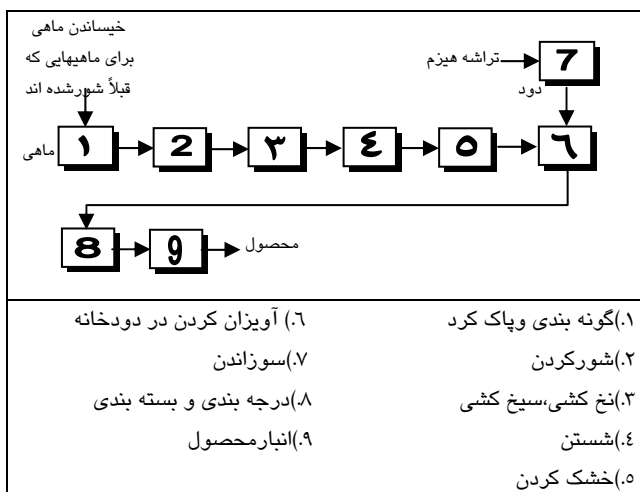 خیساندن ماهی
برای ماهیهایی که
قبلاً شورشده اند
تراشه هیزم
7
دود
ماهی
۱
2
۳
٤
٥
٦
8
9
محصول
۱.)گونه بندی وپاک کرد
۲.)شورکردن
۳.)نخ کشی،سیخ کشی
٤.)شستن
٥.)خشک کردن
٦.) آویزان کردن در دودخانه
۷.)سوزاندن
۸.)درجه بندی و بسته بندی
۹.)انبارمحصول